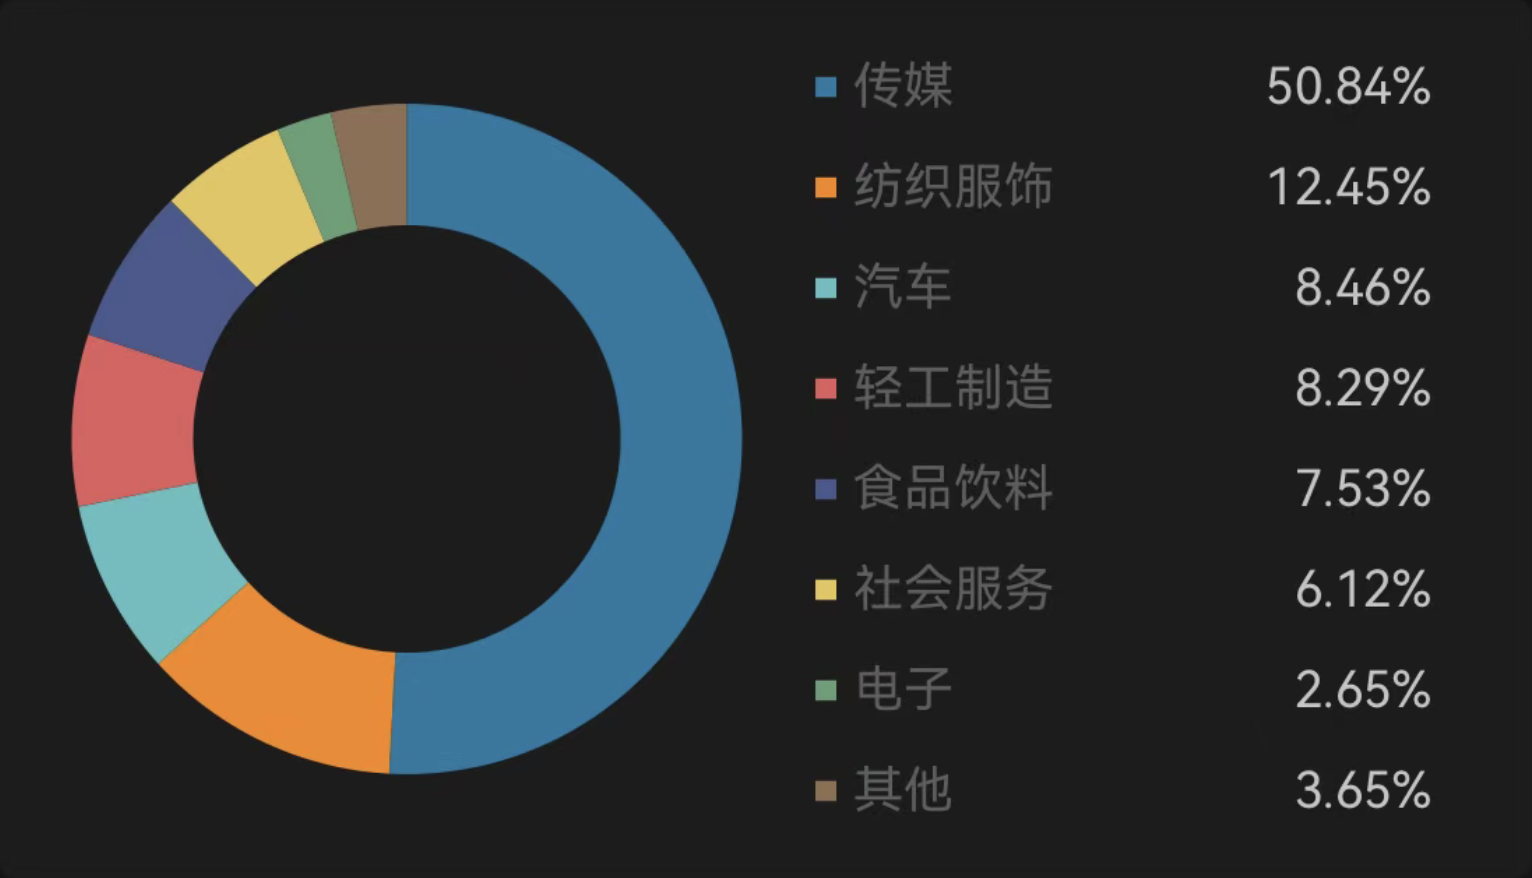 传媒 50.84%
纺织服饰 12.45%
汽车 8.46%
轻工制造 8.29%
食品饮料 7.53%
社会服务 6.12%
电子 2.65%
其他 3.65%